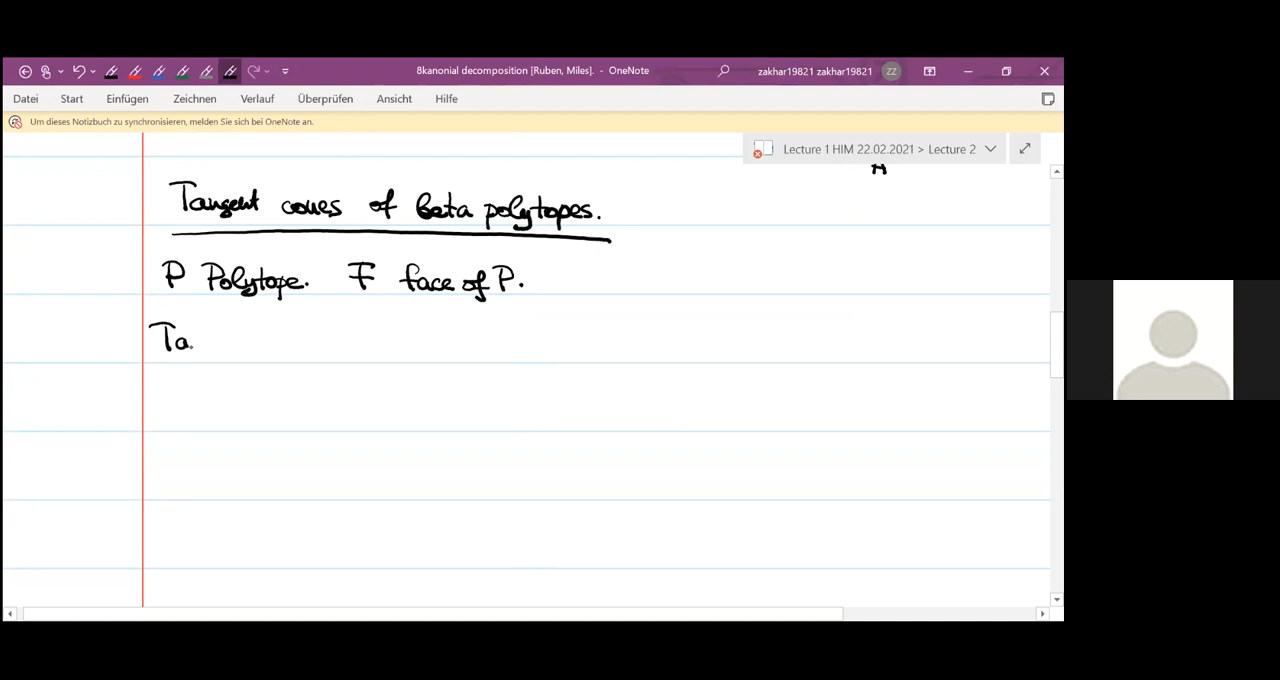 8kanonial decomposition [Ruben, Miles]. - OneNote
zakhar19821 zakhar19821
ZZ
Datei Start Einfügen Zeichnen Verlauf Überprüfen Ansicht Hilfe
Um dieses Notizbuch zu synchronisieren, melden Sie sich bei OneNote an.
Lecture 1 HIM 22.02.2021 > Lecture 2
Tangent cones of beta polytopes.
P Polytope. F face of P.
Ta